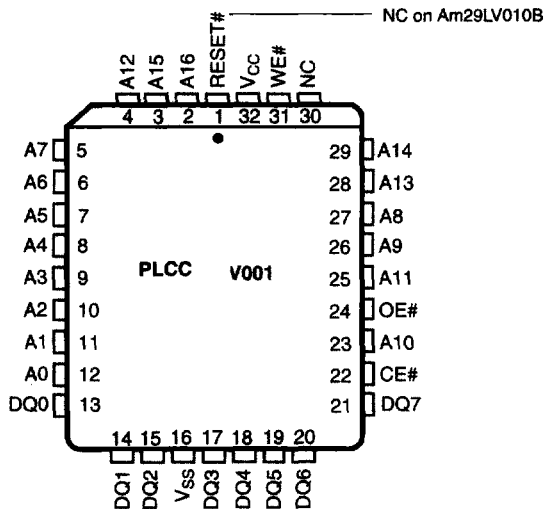 NC on Am29LV010B
A12 A15 A16 RESET# VCC WE# NC
4 3 2 1 32 31 30
A7 5 29 A14
A6 6 28 A13
A5 7 27 A8
A4 8 26 A9
A3 9 PLCC V001 25 A11
A2 10 24 OE#
A1 11 23 A10
A0 12 22 CE#
DQ0 13 21 DQ7
14 15 16 17 18 19 20
DQ1 DQ2 VSS DQ3 DQ4 DQ5 DQ6